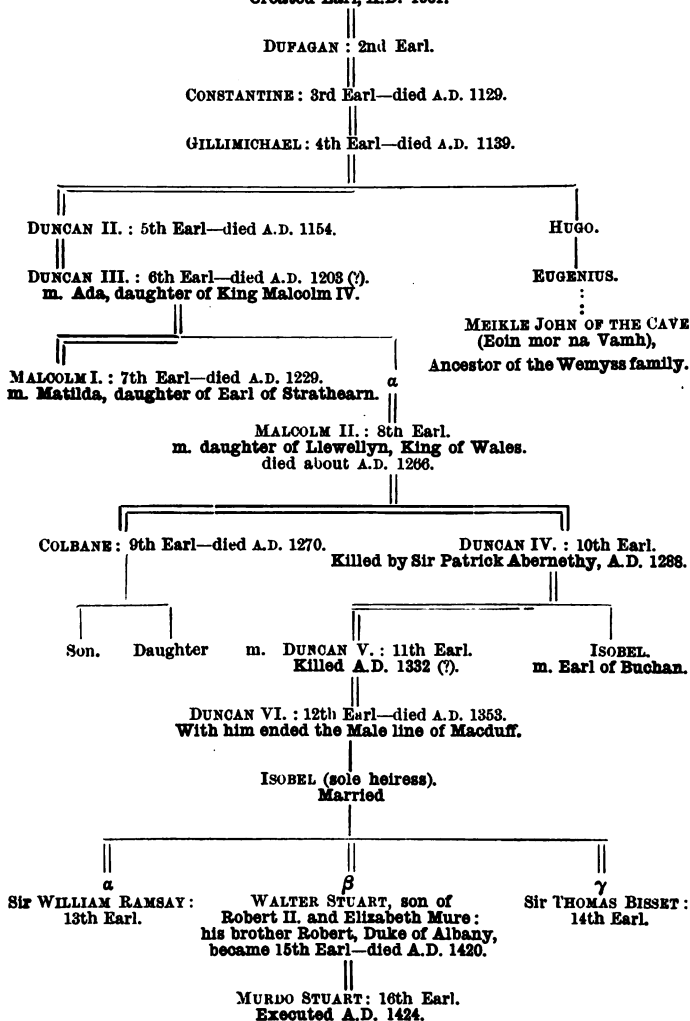 Created Earl, A.D. 1061.
DUFAGAN : 2nd Earl.
CONSTANTINE : 3rd Earl—died A.D. 1129.
GILLIMICHAEL : 4th Earl—died A.D. 1139.
DUNCAN II. : 5th Earl—died A.D. 1154.
HUGO.
DUNCAN III. : 6th Earl—died A.D. 1203 (?).
m. Ada, daughter of King Malcolm IV.
EUGENIUS.
MEIKLE JOHN OF THE CAVE
(Eoin mor na Vamh),
Ancestor of the Wemyss family.
MALCOLM I. : 7th Earl—died A.D. 1229.
m. Matilda, daughter of Earl of Strathearn.
α
MALCOLM II. : 8th Earl.
m. daughter of Llewellyn, King of Wales.
died about A.D. 1266.
COLBANE : 9th Earl—died A.D. 1270.
DUNCAN IV. : 10th Earl.
Killed by Sir Patrick Abernethy, A.D. 1288.
Son.
Daughter
m. DUNCAN V. : 11th Earl.
Killed A.D. 1332 (?).
ISOBEL.
m. Earl of Buchan.
DUNCAN VI. : 12th Earl—died A.D. 1353.
With him ended the Male line of Macduff.
ISOBEL (sole heiress).
Married
α
Sir WILLIAM RAMSAY :
13th Earl.
β
WALTER STUART, son of
Robert II. and Elizabeth Mure :
his brother Robert, Duke of Albany,
became 15th Earl—died A.D. 1420.
γ
Sir THOMAS BISSET :
14th Earl.
MURDO STUART : 16th Earl.
Executed A.D. 1424.